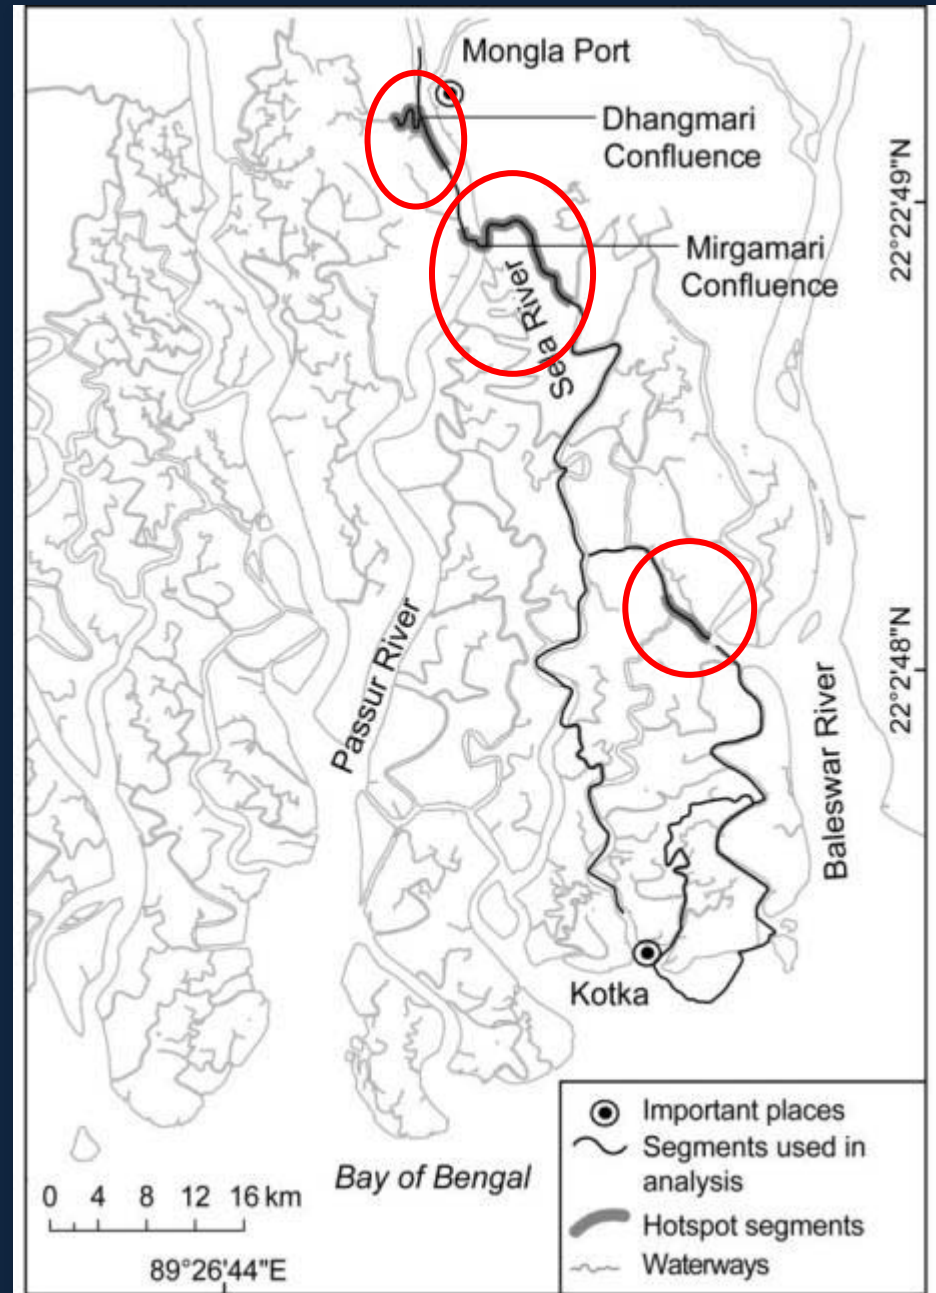 Mongla Port
Dhangmari
Confluence
22°22'49"N
Mirgamari
Confluence
Sela River
Passur River
22°2'48"N
Baleswar River
Kotka
Important places
Segments used in
analysis
Bay of Bengal
0 4 8 12 16 km
Hotspot segments
Waterways
89°26'44"E